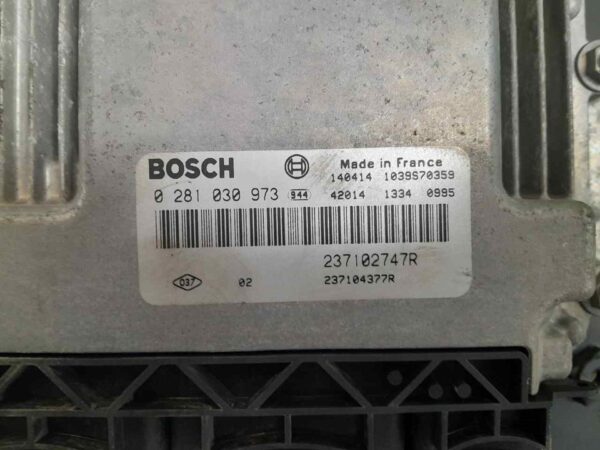 BOSCH Made in France
140414 1039S70359
0 281 030 973 944 42014 1334 0995
237102747R
D37 02 237104377R